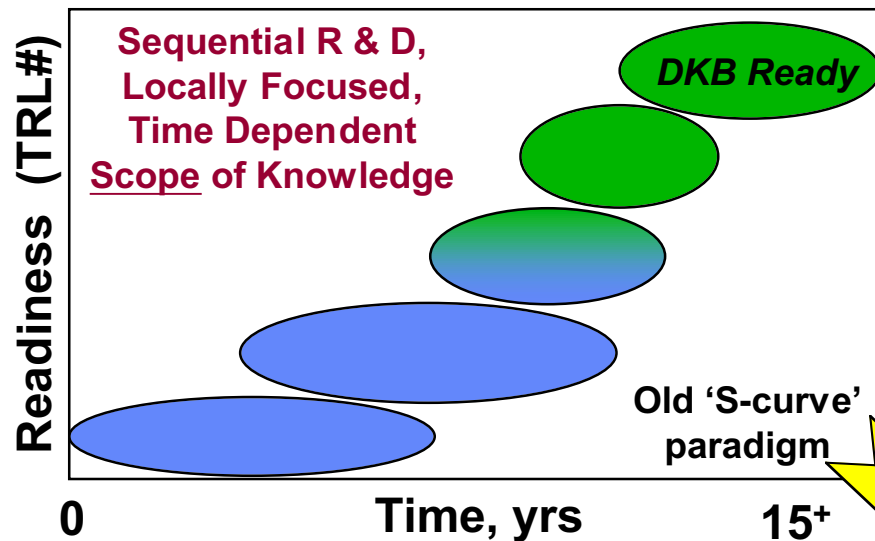 Sequential R & D,
Locally Focused,
Time Dependent
Scope of Knowledge
DKB Ready
Readiness (TRL#)
Old ‘S-curve’
paradigm
0
Time, yrs
15+